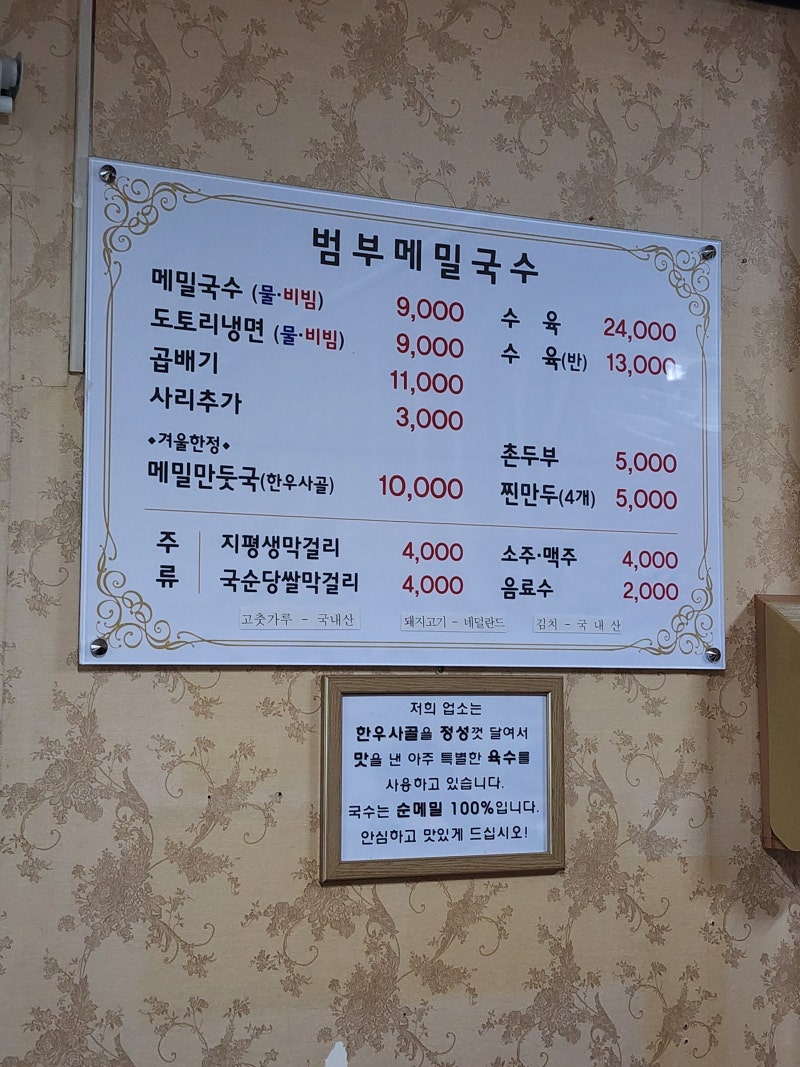 범부메밀국수
메밀국수 (물·비빔) 9,000
도토리냉면 (물·비빔) 9,000
곱배기 11,000
사리추가 3,000
◆겨울한정◆
메밀만둣국(한우사골) 10,000
수 육 24,000
수 육(반) 13,000
촌두부 5,000
찐만두(4개) 5,000
주류
지평생막걸리 4,000
국순당쌀막걸리 4,000
소주·맥주 4,000
음료수 2,000
고춧가루 - 국내산 돼지고기 - 네덜란드 김치 - 국 내 산
저희 업소는
한우사골을 정성껏 달여서
맛을 낸 아주 특별한 육수를
사용하고 있습니다.
국수는 순메밀 100%입니다.
안심하고 맛있게 드십시오!